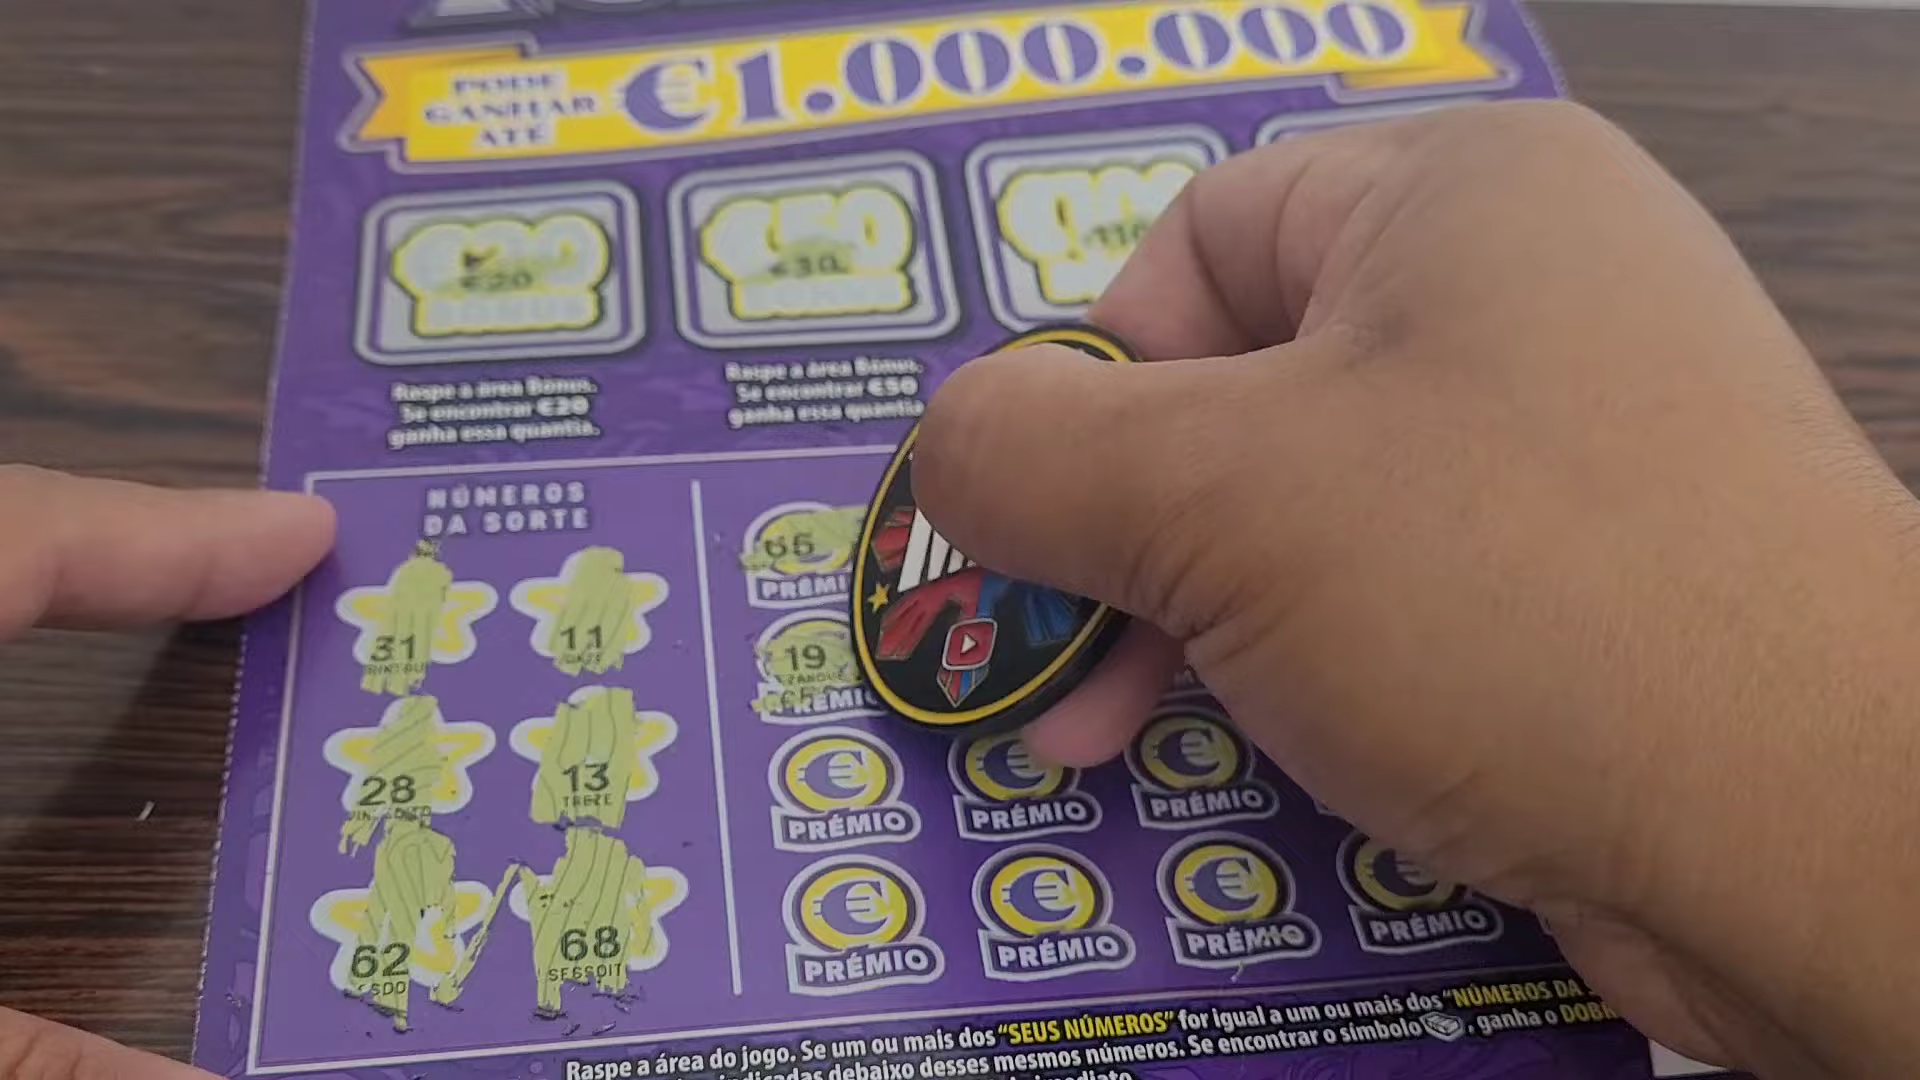 PODE
GANHAR
ATÉ
€1.000.000
€20
€30
Raspe a área Bónus.
Se encontrar €20
ganha essa quantia.
Raspe a área Bónus.
Se encontrar €50
ganha essa quantia
NÚMEROS
DA SORTE
31
11
28
13
TREZE
62
68
SESSOIT
65
PRÉMI
19
PRÉMIO
PRÉMIO
PRÉMIO
PRÉMIO
PRÉMIO
PRÉMIO
PRÉMIO
Raspe a área do jogo. Se um ou mais dos “SEUS NÚMEROS” for igual a um ou mais dos “NÚMEROS DA
debaixo desses mesmos números. Se encontrar o símbolo , ganha o